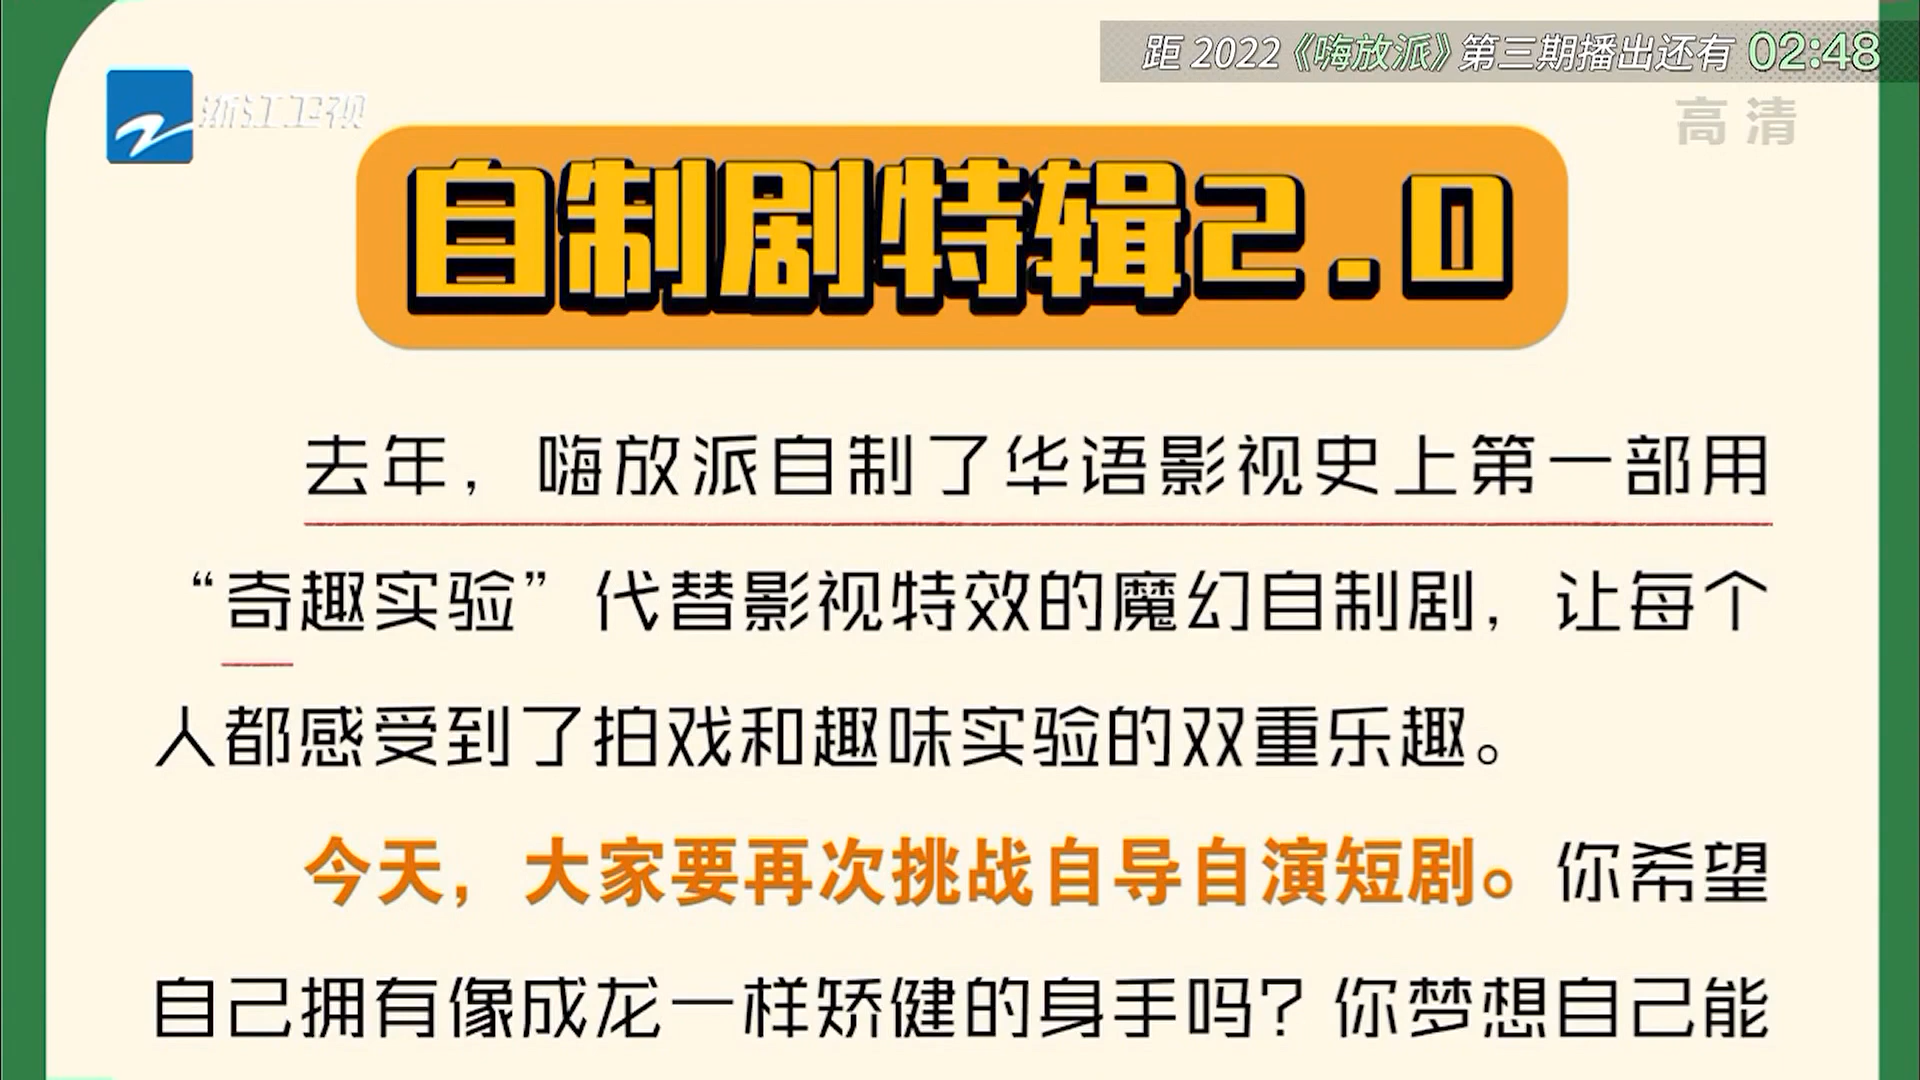 距 2022《嗨放派》第三期播出还有 02:48
浙江卫视
高清
自制剧特辑2.0
去年，嗨放派自制了华语影视史上第一部用
“奇趣实验”代替影视特效的魔幻自制剧，让每个
人都感受到了拍戏和趣味实验的双重乐趣。
今天，大家要再次挑战自导自演短剧。你希望
自己拥有像成龙一样矫健的身手吗？你梦想自己能